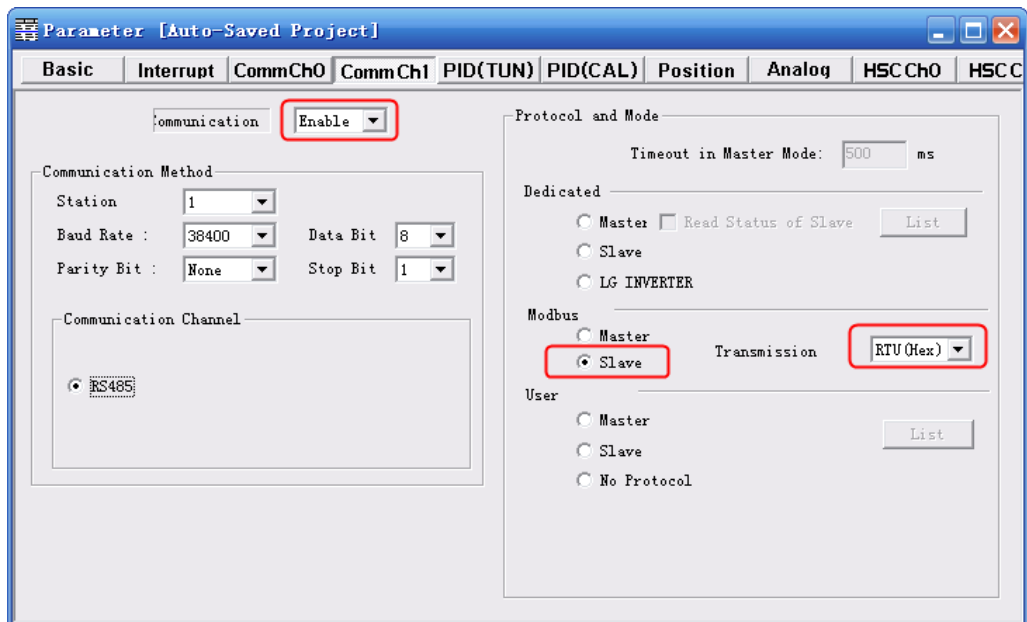 Parameter [Auto-Saved Project]
Basic Interrupt CommCh0 CommCh1 PID(TUN) PID(CAL) Position Analog HSC Ch0 HSC C
ommunication Enable
Communication Method
Station 1
Baud Rate : 38400 Data Bit 8
Parity Bit : None Stop Bit 1
Communication Channel
RS485
Protocol and Mode
Timeout in Master Mode: 500 ms
Dedicated
Master Read Status of Slave List
Slave
LG INVERTER
Modbus
Master
Slave
Transmission RTU(Hex)
User
Master
List
Slave
No Protocol